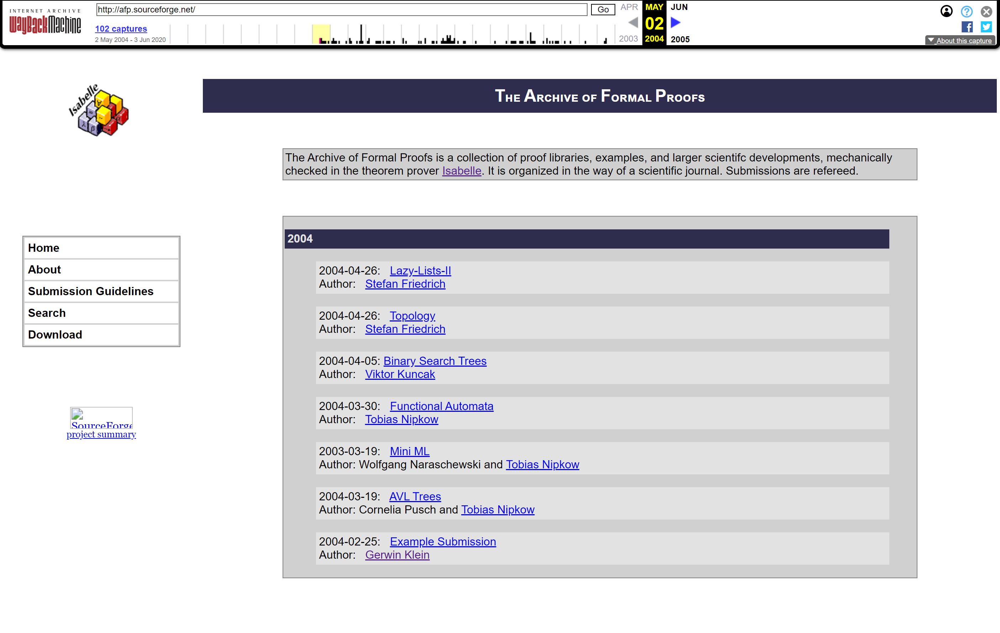 INTERNET ARCHIVE
WayBackMachine
http://afp.sourceforge.net/
Go
APR
MAY
JUN
102 captures
02
2 May 2004 - 3 Jun 2020
2003
2004
2005
About this capture
Isabelle
The Archive of Formal Proofs
The Archive of Formal Proofs is a collection of proof libraries, examples, and larger scientifc developments, mechanically
checked in the theorem prover Isabelle. It is organized in the way of a scientific journal. Submissions are refereed.
Home
About
Submission Guidelines
Search
Download
SourceForge
project summary
2004
2004-04-26: Lazy-Lists-II
Author: Stefan Friedrich
2004-04-26: Topology
Author: Stefan Friedrich
2004-04-05: Binary Search Trees
Author: Viktor Kuncak
2004-03-30: Functional Automata
Author: Tobias Nipkow
2003-03-19: Mini ML
Author: Wolfgang Naraschewski and Tobias Nipkow
2004-03-19: AVL Trees
Author: Cornelia Pusch and Tobias Nipkow
2004-02-25: Example Submission
Author: Gerwin Klein